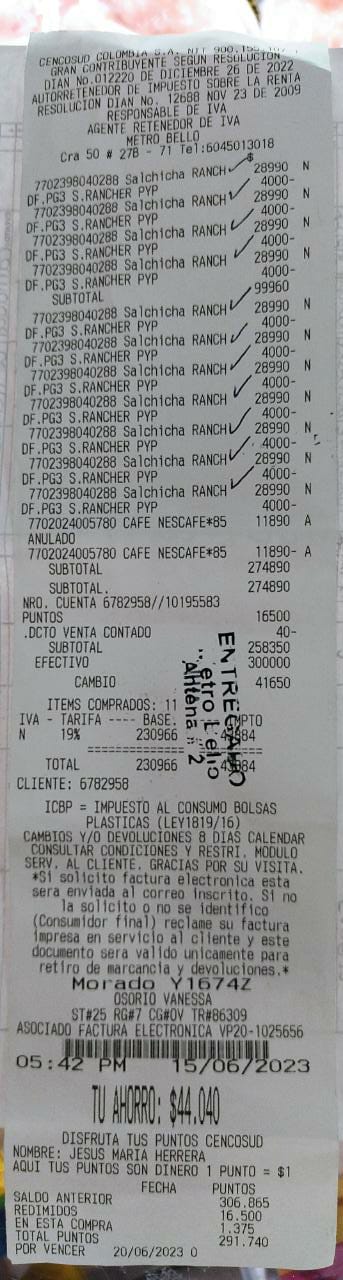 CENCOSUD COLOMBIA S.A. NIT 900.155.107
GRAN CONTRIBUYENTE SEGUN RESOLUCION
DIAN No.012220 DE DICIEMBRE 26 DE 2022
AUTORRETENEDOR DE IMPUESTO SOBRE LA RENTA
RESOLUCION DIAN No. 12688 NOV 23 DE 2009
RESPONSABLE DE IVA
AGENTE RETENEDOR DE IVA
METRO BELLO
Cra 50 # 27B - 71 Tel:6045013018
$
7702398040288 Salchicha RANCH 28990 N
DF.PG3 S.RANCHER PYP 4000-
7702398040288 Salchicha RANCH 28990 N
DF.PG3 S.RANCHER PYP 4000-
7702398040288 Salchicha RANCH 28990 N
DF.PG3 S.RANCHER PYP 4000-
7702398040288 Salchicha RANCH 28990 N
DF.PG3 S.RANCHER PYP 4000-
SUBTOTAL 99960
7702398040288 Salchicha RANCH 28990 N
DF.PG3 S.RANCHER PYP 4000-
7702398040288 Salchicha RANCH 28990 N
DF.PG3 S.RANCHER PYP 4000-
7702398040288 Salchicha RANCH 28990 N
DF.PG3 S.RANCHER PYP 4000-
7702398040288 Salchicha RANCH 28990 N
DF.PG3 S.RANCHER PYP 4000-
7702398040288 Salchicha RANCH 28990 N
DF.PG3 S.RANCHER PYP 4000-
7702398040288 Salchicha RANCH 28990 N
DF.PG3 S.RANCHER PYP 4000-
7702398040288 Salchicha RANCH 28990 N
DF.PG3 S.RANCHER PYP 4000-
7702024005780 CAFE NESCAFE*85 11890 A
ANULADO
7702024005780 CAFE NESCAFE*85 11890- A
SUBTOTAL 274890
SUBTOTAL. 274890
NRO. CUENTA 6782958//10195583
PUNTOS 16500
.DCTO VENTA CONTADO 40-
SUBTOTAL 258350
EFECTIVO 300000
CAMBIO 41650
ENTREGADO
Metro Bello
Antena # 2
ITEMS COMPRADOS: 11
IVA - TARIFA ---- BASE. IMPTO
N 19% 230966 43884
==================
TOTAL 230966 43884
CLIENTE: 6782958
ICBP = IMPUESTO AL CONSUMO BOLSAS
PLASTICAS (LEY1819/16)
CAMBIOS Y/O DEVOLUCIONES 8 DIAS CALENDAR
CONSULTAR CONDICIONES Y RESTRI. MODULO
SERV. AL CLIENTE. GRACIAS POR SU VISITA.
*Si solicito factura electronica esta
sera enviada al correo inscrito. Si no
la solicito o no se identifico
(Consumidor final) reclame su factura
impresa en servicio al cliente y este
documento sera valido unicamente para
retiro de marcancia y devoluciones.*
Morado Y1674Z
OSORIO VANESSA
ST#25 RG#7 CG#OV TR#86309
ASOCIADO FACTURA ELECTRONICA VP20-1025656
05:42 PM 15/06/2023
TU AHORRO: $44.040
DISFRUTA TUS PUNTOS CENCOSUD
NOMBRE: JESUS MARIA HERRERA
AQUI TUS PUNTOS SON DINERO 1 PUNTO = $1
FECHA PUNTOS
SALDO ANTERIOR 306.865
REDIMIDOS 16.500
EN ESTA COMPRA 1.375
TOTAL PUNTOS 291.740
POR VENCER 20/06/2023 0